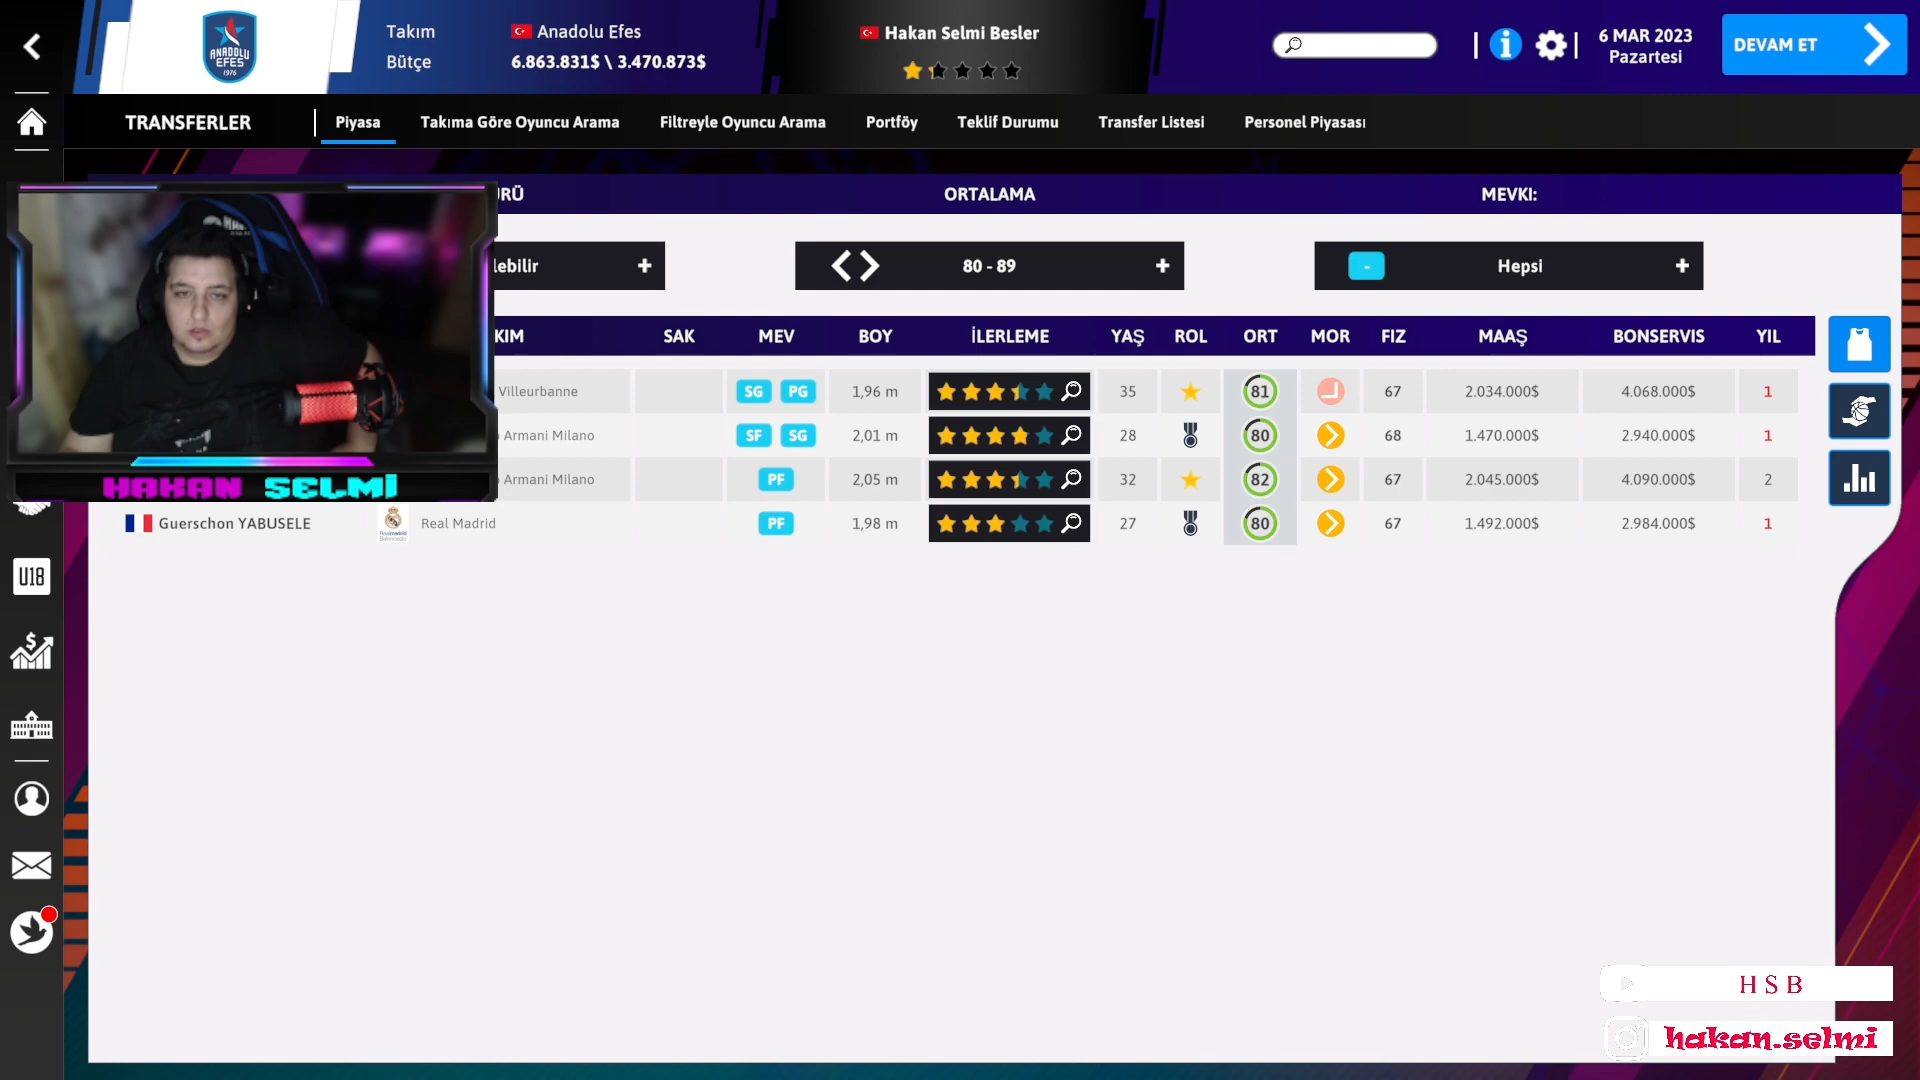 ANADOLU
EFES
1976
Takım
Anadolu Efes
Bütçe
6.863.831$ \ 3.470.873$
Hakan Selmi Besler
6 MAR 2023
Pazartesi
DEVAM ET
TRANSFERLER
Piyasa
Takıma Göre Oyuncu Arama
Filtreyle Oyuncu Arama
Portföy
Teklif Durumu
Transfer Listesi
Personel Piyasası
RÜ
ORTALAMA
MEVKI:
lebilir +
80 - 89 +
- Hepsi +
KIM SAK MEV BOY İLERLEME YAŞ ROL ORT MOR FIZ MAAŞ BONSERVIS YIL
Villeurbanne SG PG 1,96 m 35 81 67 2.034.000$ 4.068.000$ 1
Armani Milano SF SG 2,01 m 28 80 68 1.470.000$ 2.940.000$ 1
Armani Milano PF 2,05 m 32 82 67 2.045.000$ 4.090.000$ 2
Guerschon YABUSELE Real Madrid PF 1,98 m 27 80 67 1.492.000$ 2.984.000$ 1
HAKAN SELMİ
U18
H S B
hakan.selmi